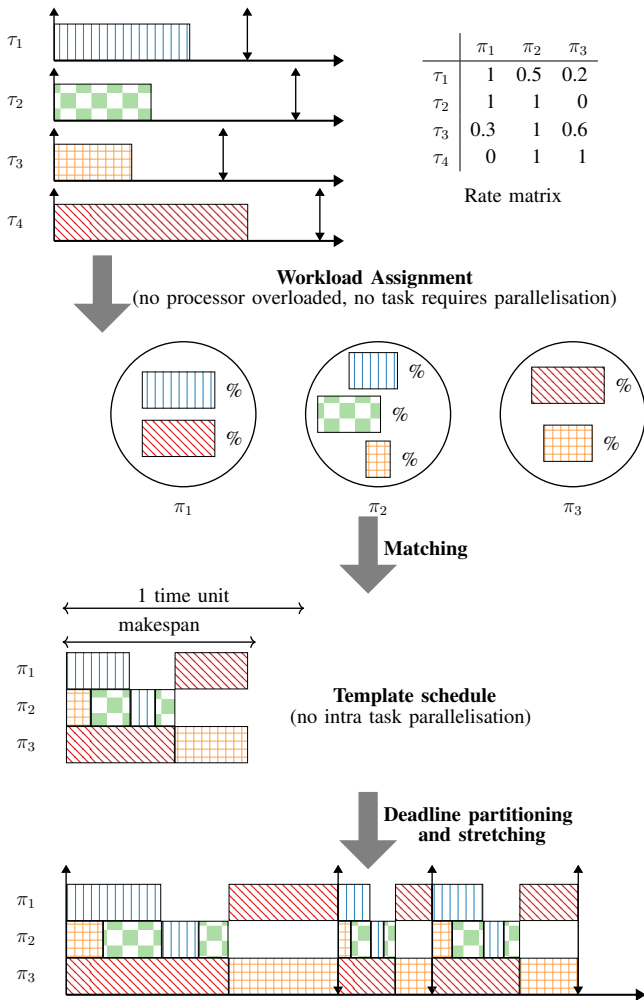 τ1
τ2
τ3
τ4
π1 π2 π3
τ1 1 0.5 0.2
τ2 1 1 0
τ3 0.3 1 0.6
τ4 0 1 1
Rate matrix
Workload Assignment
(no processor overloaded, no task requires parallelisation)
% % %
% % %
%
π1 π2 π3
Matching
1 time unit
makespan
π1
π2
π3
Template schedule
(no intra task parallelisation)
Deadline partitioning
and stretching
π1
π2
π3